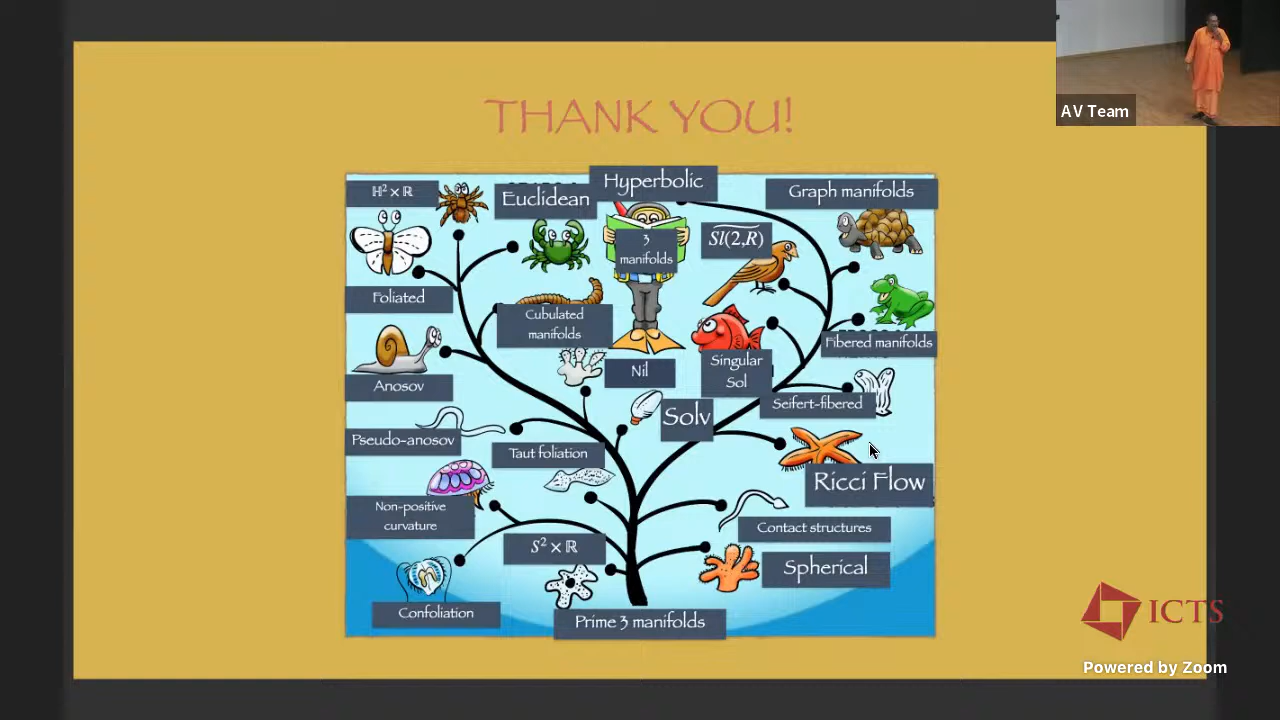 AV Team
THANK YOU!
ℍ² × ℝ
Euclidean
Hyperbolic
Graph manifolds
3
manifolds
Sl(2,R)
Foliated
Cubulated
manifolds
Fibered manifolds
Anosov
Nil
Singular
Sol
Seifert-fibered
Solv
Pseudo-anosov
Taut foliation
Ricci Flow
Non-positive
curvature
Contact structures
S² × ℝ
Spherical
Confoliation
Prime 3 manifolds
ICTS
Powered by Zoom